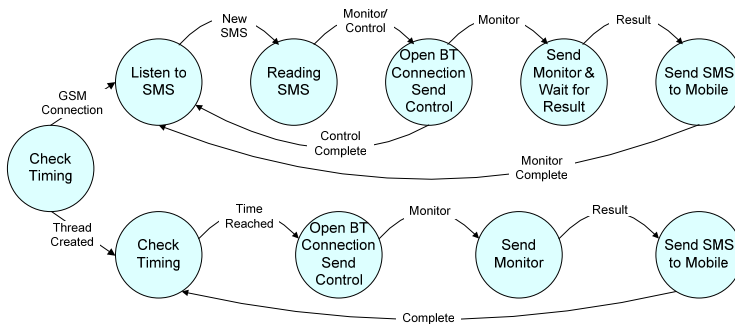 New
SMS
Monitor/
Control
Monitor
Result
Listen to
SMS
Reading
SMS
Open BT
Connection
Send
Control
Send
Monitor &
Wait for
Result
Send SMS
to Mobile
GSM
Connection
Control
Complete
Monitor
Complete
Check
Timing
Thread
Created
Time
Reached
Monitor
Result
Check
Timing
Open BT
Connection
Send
Control
Send
Monitor
Send SMS
to Mobile
Complete